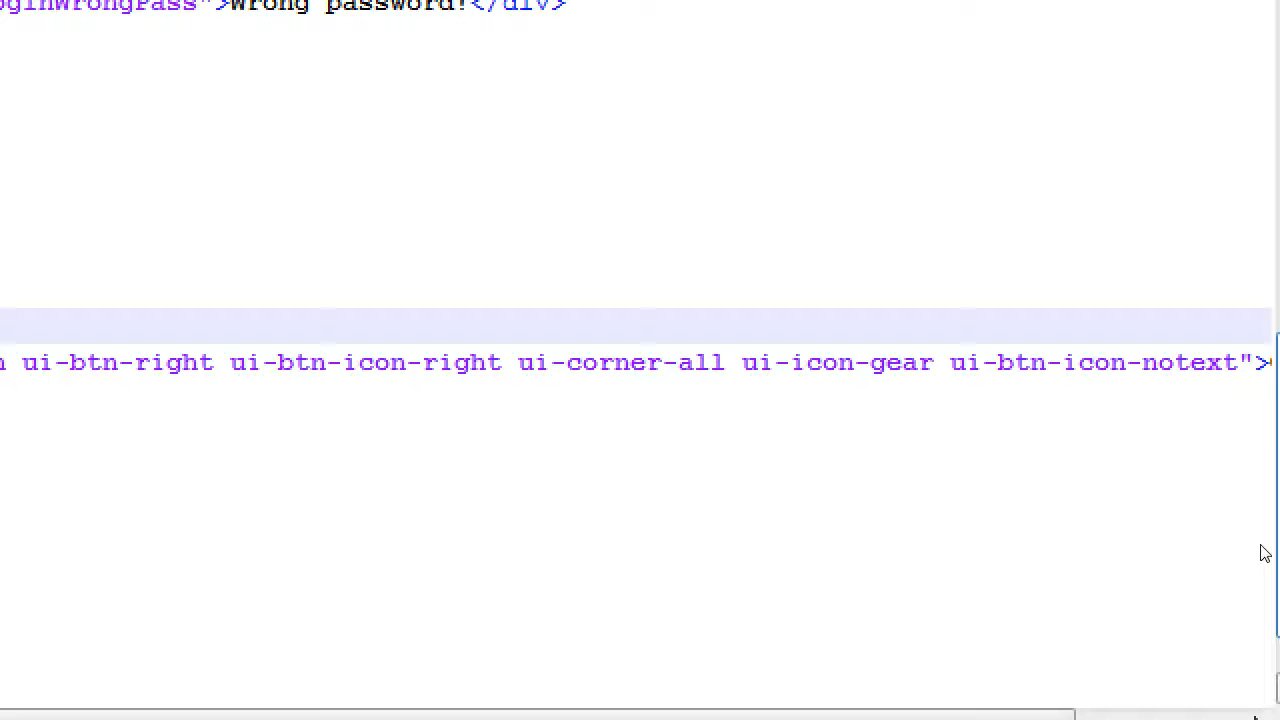 oginWrongPass">Wrong password!</div>
ui-btn-right ui-btn-icon-right ui-corner-all ui-icon-gear ui-btn-icon-notext">